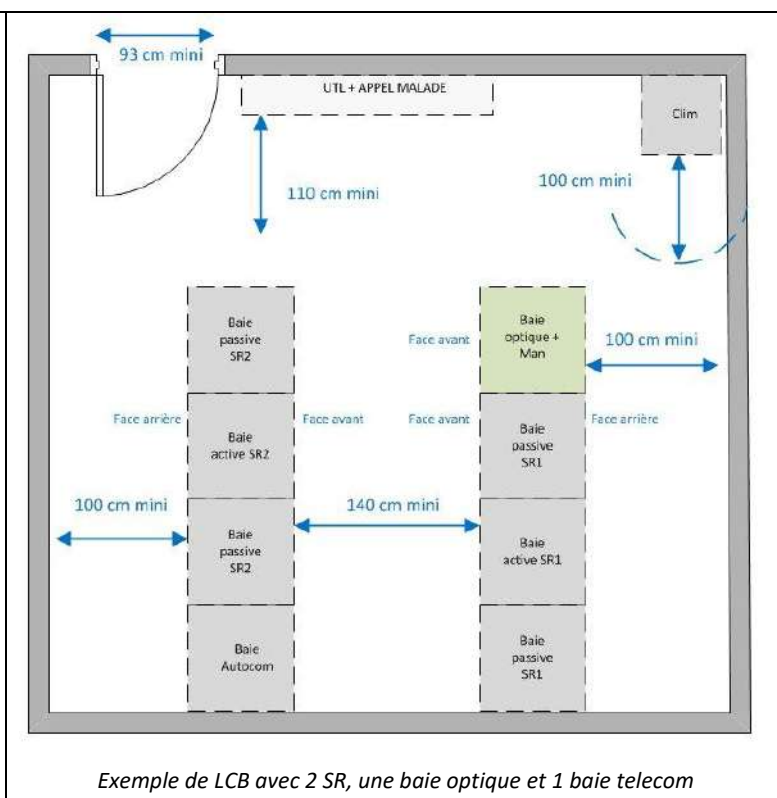 93 cm mini
UTL + APPEL MALADE
Clim
110 cm mini
100 cm mini
Baie
passive
SR2
Face avant
Baie
optique +
Man
100 cm mini
Face arrière
Baie
active SR2
Face avant
Face avant
Baie
passive
SR1
Face arrière
100 cm mini
Baie
passive
SR2
140 cm mini
Baie
active SR1
Baie
Autocom
Baie
passive
SR1
Exemple de LCB avec 2 SR, une baie optique et 1 baie telecom